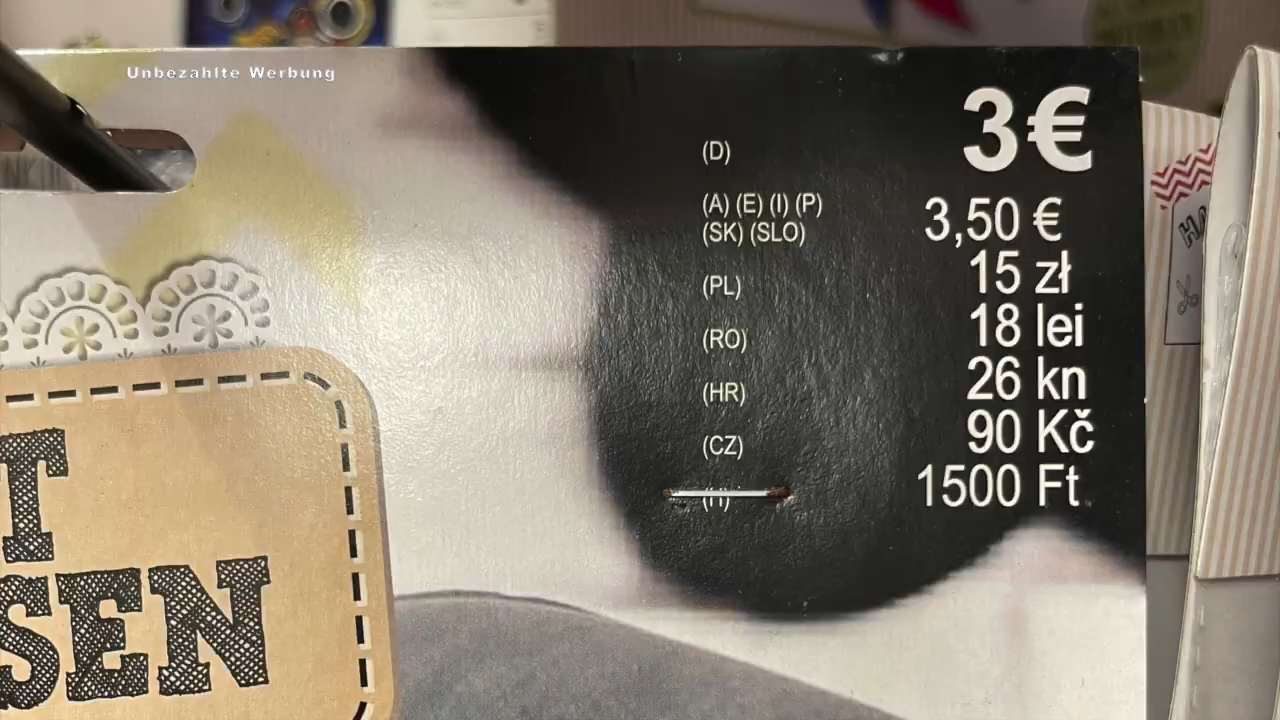 Unbezahlte Werbung
3€
(D)
(A) (E) (I) (P)
(SK) (SLO)
3,50 €
(PL)
15 zł
(RO)
18 lei
(HR)
26 kn
(CZ)
90 Kč
(H)
1500 Ft
T
SEN